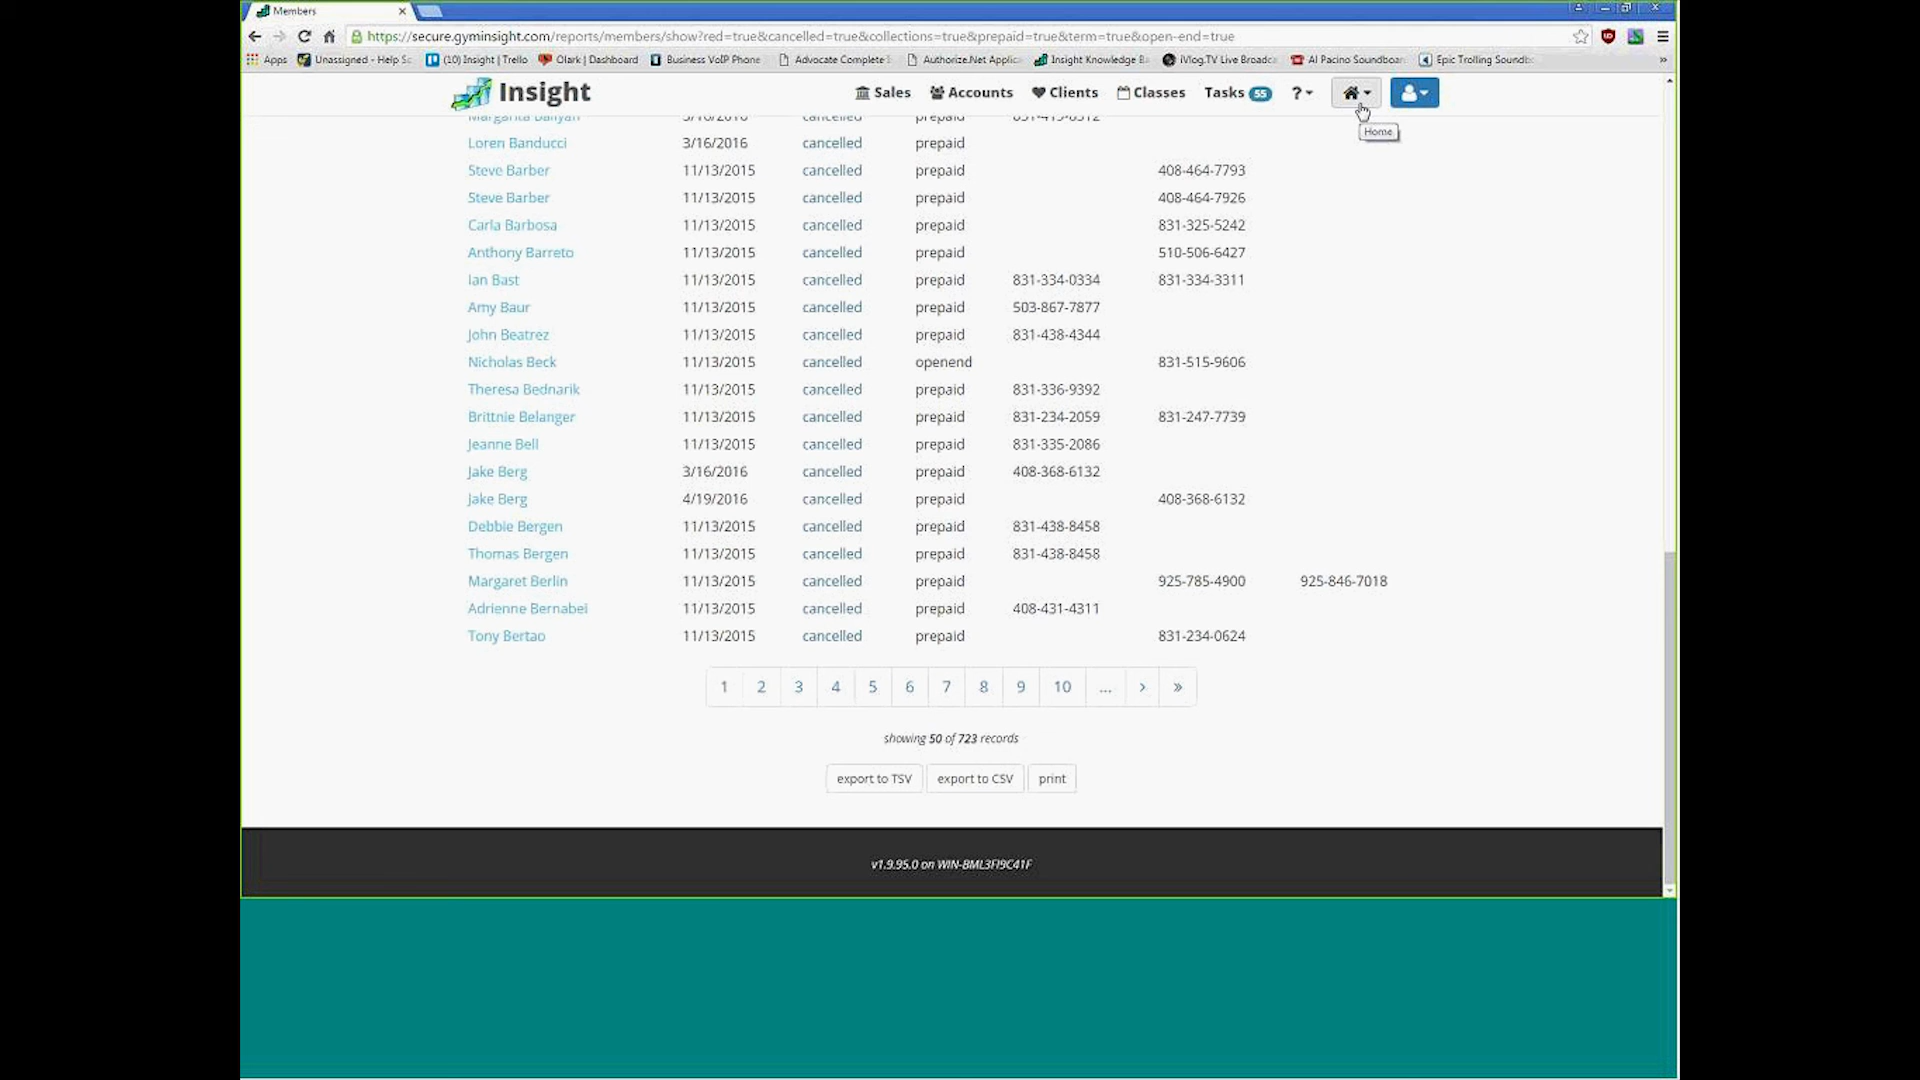 Members
https://secure.gyminsight.com/reports/members/show?red=true&cancelled=true&collections=true&prepaid=true&term=true&open-end=true
Apps Unassigned - Help Sc (10) Insight | Trello Olark | Dashboard Business VoIP Phone Advocate Complete Authorize.Net Applic Insight Knowledge B iVlog.TV Live Broadca Al Pacino Soundboar Epic Trolling Soundb »
Insight Sales Accounts Clients Classes Tasks 55 ?
Home
Loren Banducci 3/16/2016 cancelled prepaid
Steve Barber 11/13/2015 cancelled prepaid 408-464-7793
Steve Barber 11/13/2015 cancelled prepaid 408-464-7926
Carla Barbosa 11/13/2015 cancelled prepaid 831-325-5242
Anthony Barreto 11/13/2015 cancelled prepaid 510-506-6427
Ian Bast 11/13/2015 cancelled prepaid 831-334-0334 831-334-3311
Amy Baur 11/13/2015 cancelled prepaid 503-867-7877
John Beatrez 11/13/2015 cancelled prepaid 831-438-4344
Nicholas Beck 11/13/2015 cancelled openend 831-515-9606
Theresa Bednarik 11/13/2015 cancelled prepaid 831-336-9392
Brittnie Belanger 11/13/2015 cancelled prepaid 831-234-2059 831-247-7739
Jeanne Bell 11/13/2015 cancelled prepaid 831-335-2086
Jake Berg 3/16/2016 cancelled prepaid 408-368-6132
Jake Berg 4/19/2016 cancelled prepaid 408-368-6132
Debbie Bergen 11/13/2015 cancelled prepaid 831-438-8458
Thomas Bergen 11/13/2015 cancelled prepaid 831-438-8458
Margaret Berlin 11/13/2015 cancelled prepaid 925-785-4900 925-846-7018
Adrienne Bernabei 11/13/2015 cancelled prepaid 408-431-4311
Tony Bertao 11/13/2015 cancelled prepaid 831-234-0624
1 2 3 4 5 6 7 8 9 10 ... › »
showing 50 of 723 records
export to TSV export to CSV print
v1.9.95.0 on WIN-BML3FI9C41F